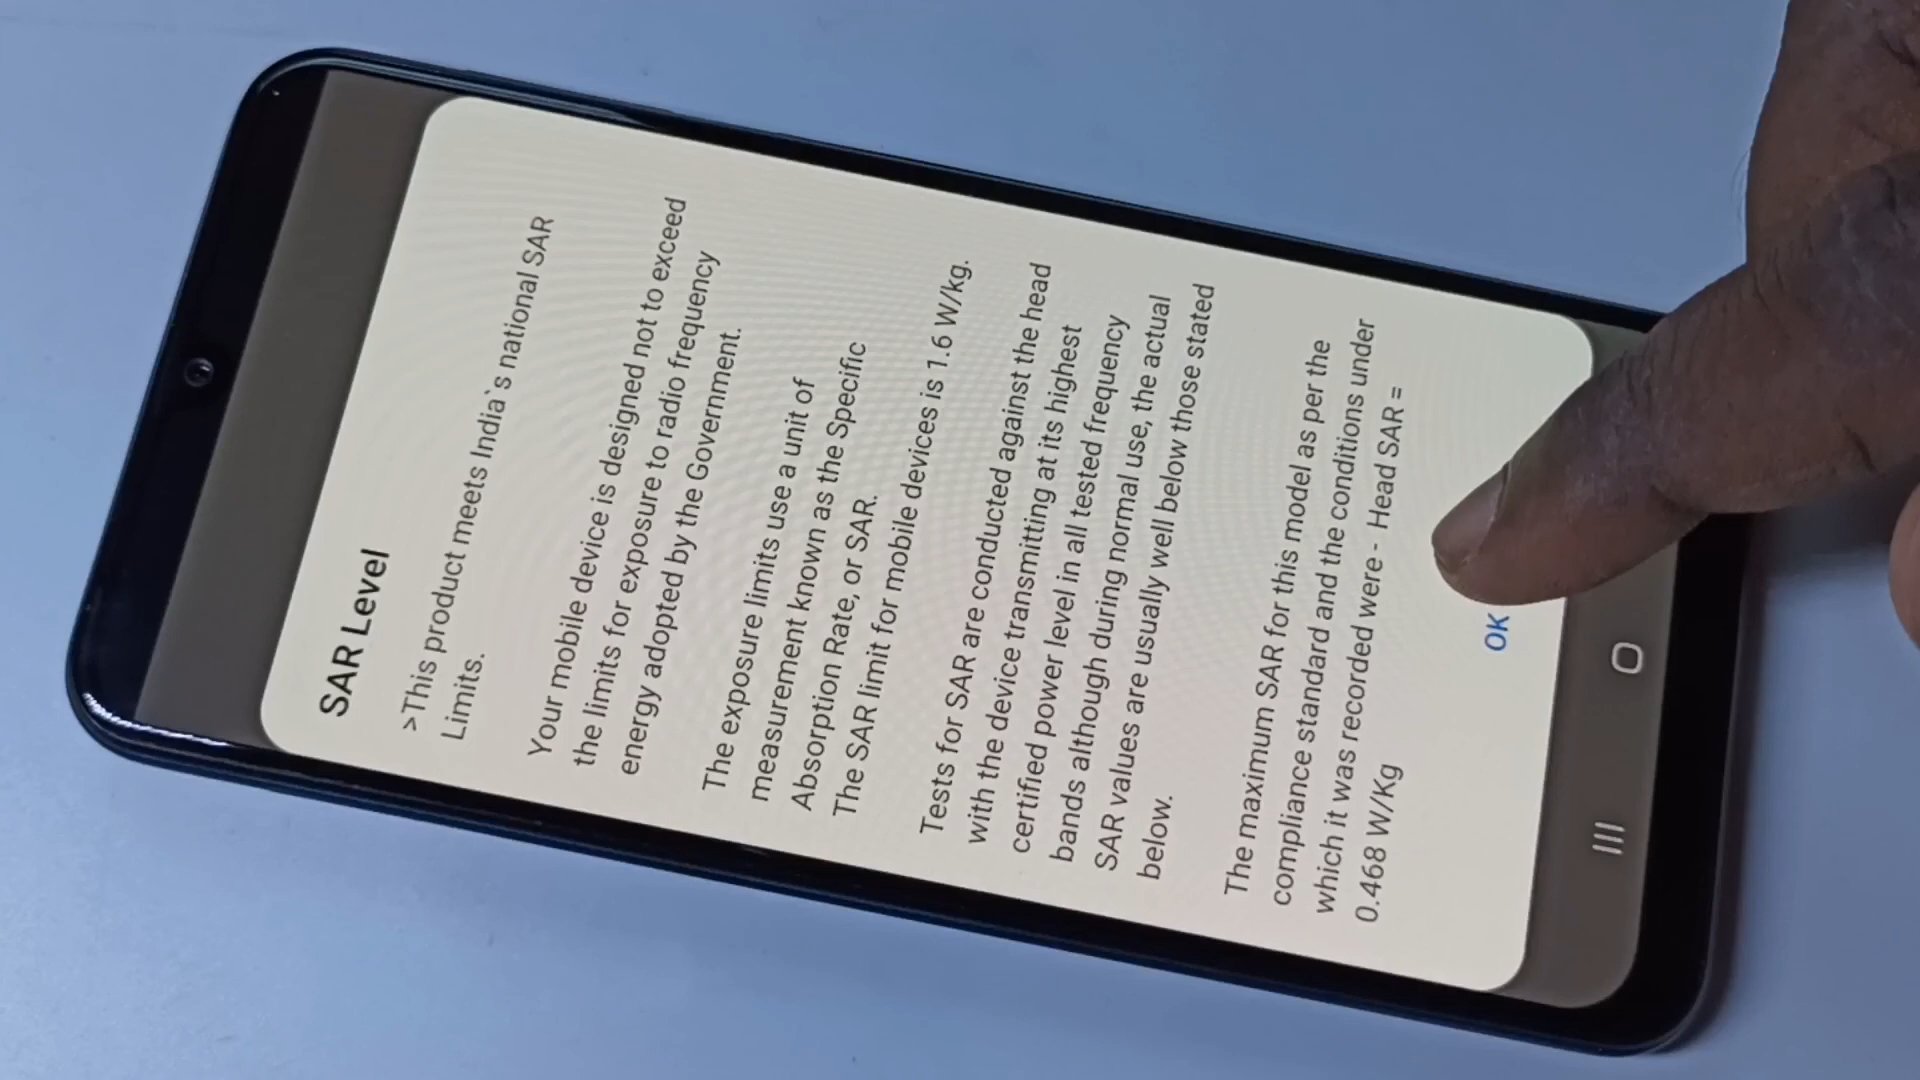 SAR Level
>This product meets India`s national SAR
Limits.
Your mobile device is designed not to exceed
the limits for exposure to radio frequency
energy adopted by the Government.
The exposure limits use a unit of
measurement known as the Specific
Absorption Rate, or SAR.
The SAR limit for mobile devices is 1.6 W/kg.
Tests for SAR are conducted against the head
with the device transmitting at its highest
certified power level in all tested frequency
bands although during normal use, the actual
SAR values are usually well below those stated
below.
The maximum SAR for this model as per the
compliance standard and the conditions under
which it was recorded were - Head SAR =
0.468 W/Kg
OK